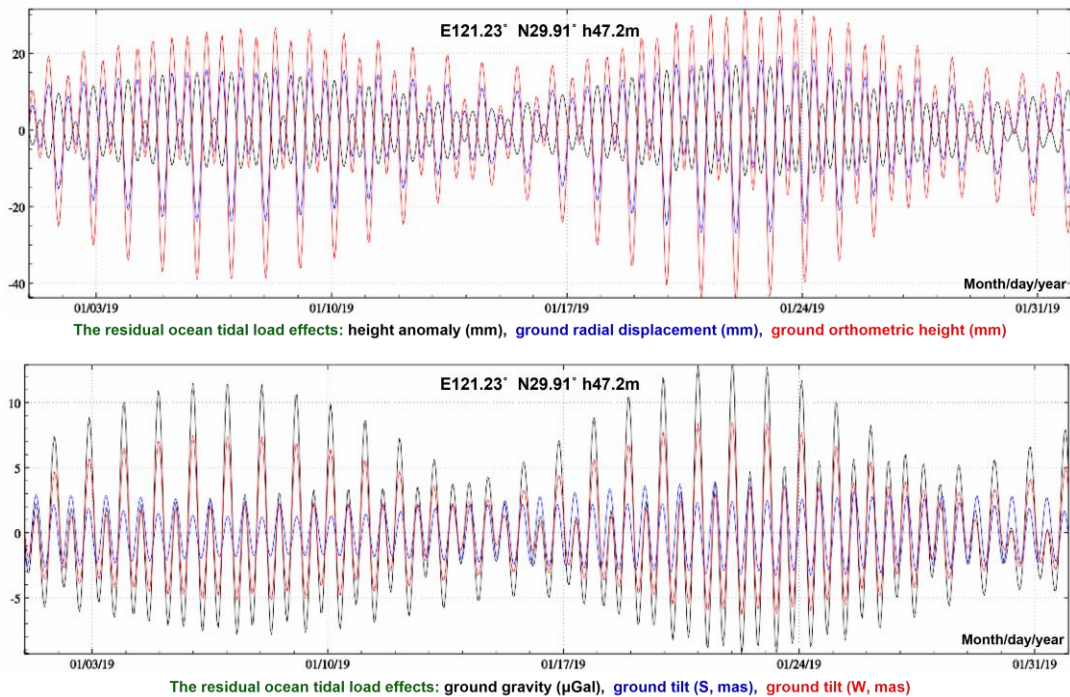 E121.23° N29.91° h47.2m
20
0
-20
-40
Month/day/year
01/03/19 01/10/19 01/17/19 01/24/19 01/31/19
The residual ocean tidal load effects: height anomaly (mm), ground radial displacement (mm), ground orthometric height (mm)
E121.23° N29.91° h47.2m
10
5
0
-5
Month/day/year
01/03/19 01/10/19 01/17/19 01/24/19 01/31/19
The residual ocean tidal load effects: ground gravity (μGal), ground tilt (S, mas), ground tilt (W, mas)